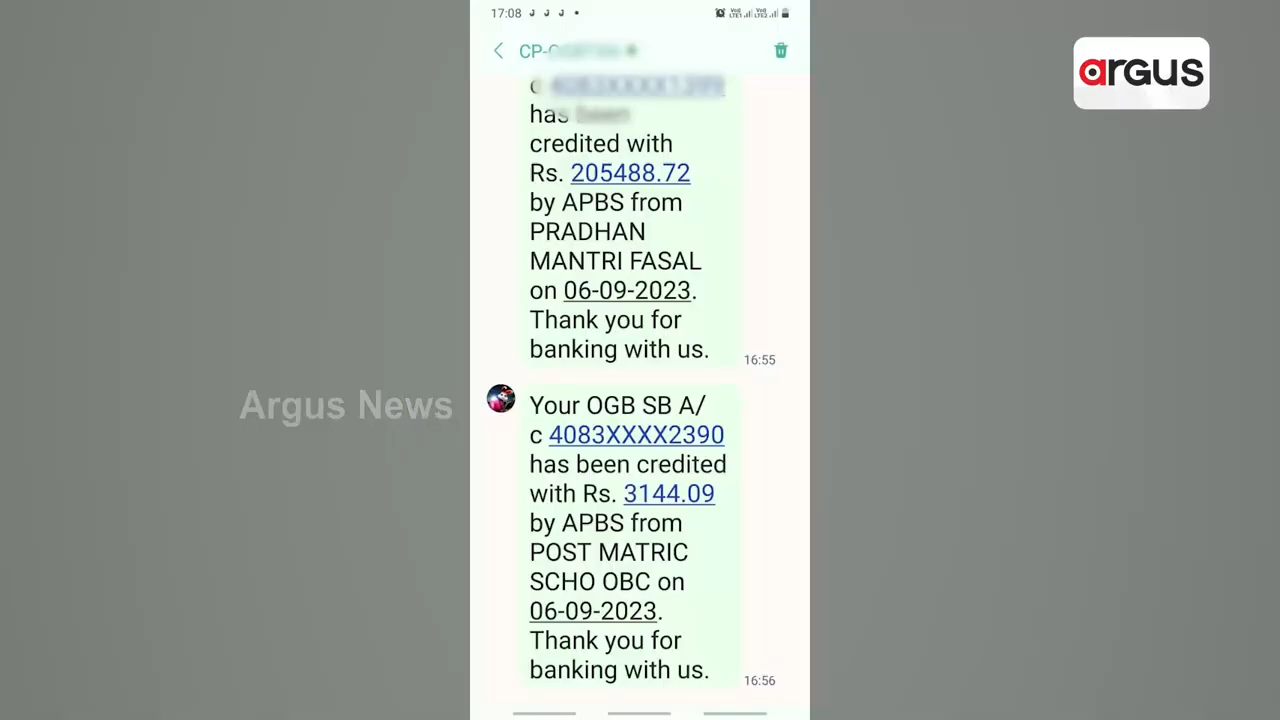 17:08
CP-
argus
c
has been
credited with
Rs. 205488.72
by APBS from
PRADHAN
MANTRI FASAL
on 06-09-2023.
Thank you for
banking with us.
16:55
Argus News
Your OGB SB A/
c 4083XXXX2390
has been credited
with Rs. 3144.09
by APBS from
POST MATRIC
SCHO OBC on
06-09-2023.
Thank you for
banking with us.
16:56